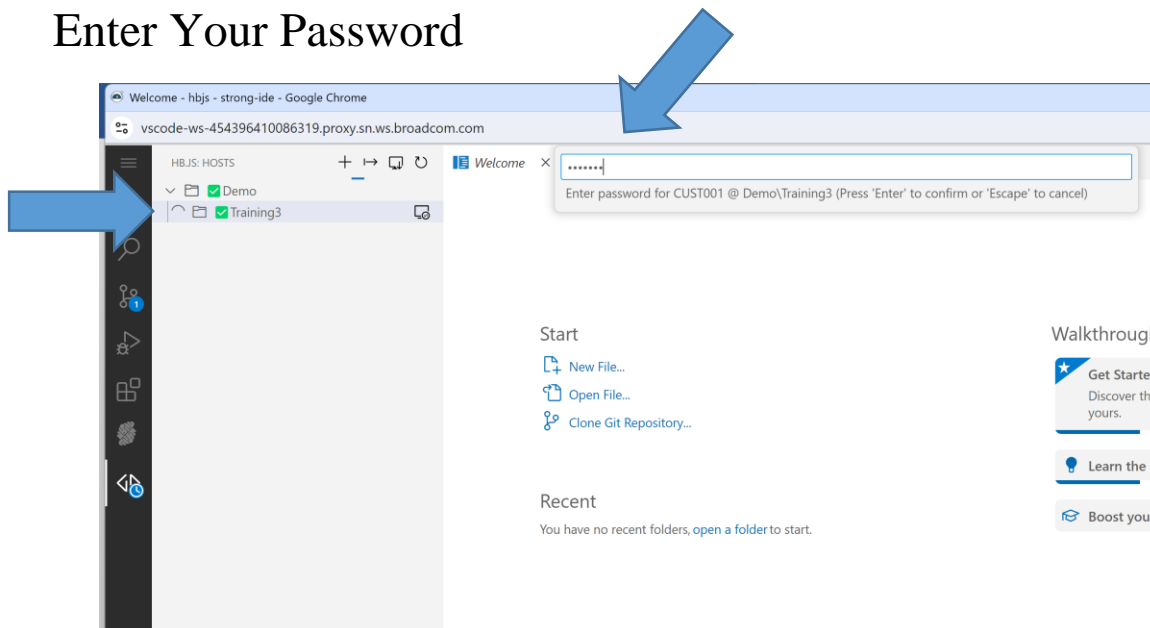 Enter Your Password
Welcome - hbjs - strong-ide - Google Chrome
vscode-ws-454396410086319.proxy.sn.ws.broadcom.com
HBJS: HOSTS
Welcome
•••••••
Enter password for CUST001 @ Demo\Training3 (Press 'Enter' to confirm or 'Escape' to cancel)
Demo
Training3
1
Start
New File...
Open File...
Clone Git Repository...
Walkthroug
Get Starte
Discover th
yours.
Learn the
Boost you
Recent
You have no recent folders, open a folder to start.